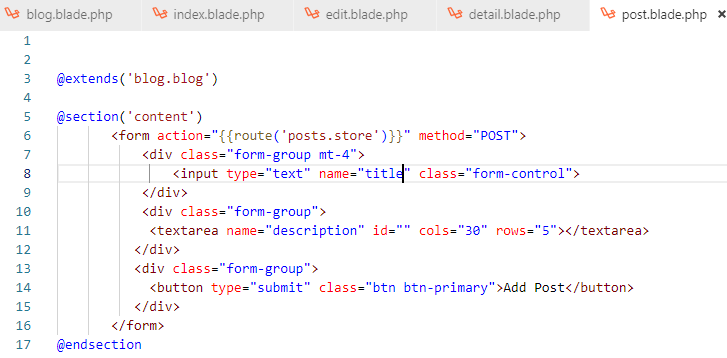 blog.blade.php index.blade.php edit.blade.php detail.blade.php post.blade.php ×
1
2
3 @extends('blog.blog')
4
5 @section('content')
6 <form action="{{route('posts.store')}}" method="POST">
7 <div class="form-group mt-4">
8 <input type="text" name="title" class="form-control">
9 </div>
10 <div class="form-group">
11 <textarea name="description" id="" cols="30" rows="5"></textarea>
12 </div>
13 <div class="form-group">
14 <button type="submit" class="btn btn-primary">Add Post</button>
15 </div>
16 </form>
17 @endsection